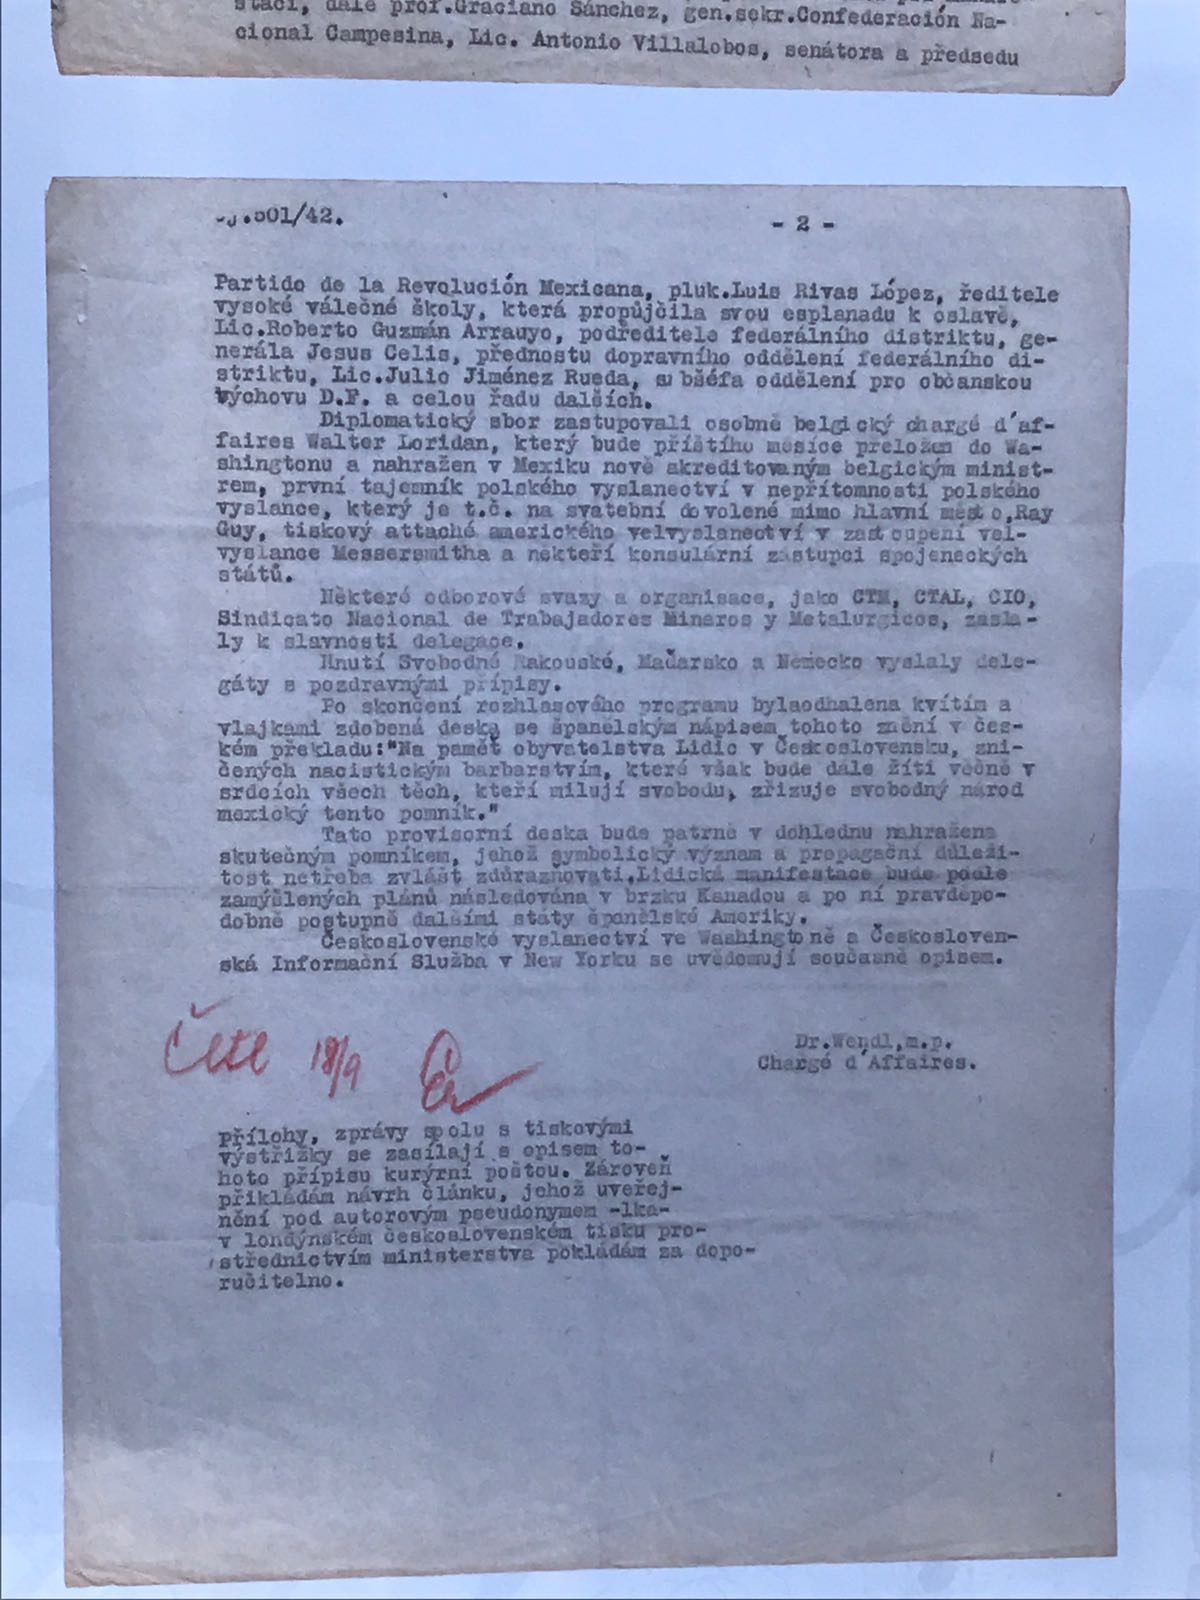 stací, dále prof.Graciano Sánchez, gen.sekr.Confederación Na-
cional Campesina, Lic. Antonio Villalobos, senátora a předsedu
.501/42.
- 2 -
Partido de la Revolución Mexicana, pluk.Luis Rivas López, ředitele
vysoké válečné školy, která propůjčila svou esplanadu k oslavě,
Lic.Roberto Guzmán Arrauyo, podředitele federálního distriktu, ge-
nerála Jesus Celis, přednostu dopravního oddělení federálního di-
striktu, Lic.Julio Jiménez Rueda, subšéfa oddělení pro občanskou
výchovu D.F. a celou řadu dalších.
Diplomatický sbor zastupovali osobně belgický chargé d´af-
faires Walter Loridan, který bude příštího měsíce přeložen do Wa-
shingtonu a nahražen v Mexiku nově akreditovaným belgickým minist-
rem, první tajemník polského vyslanectví v nepřítomnosti polského
vyslance, který je t.č. na svatební dovolené mimo hlavní město,Ray
Guy, tiskový attaché amerického velvyslanectví v zastoupení vel-
vyslance Messersmitha a někteří konsulární zástupci spojeneckých
států.
Některé odborové svazy a organisace, jako CTM, CTAL, CIO,
Sindicato Nacional de Trabajadores Mineros y Metalurgicos, zasla-
ly k slavnosti delegace.
Hnutí Svobodné Rakouské, Maďarsko a Německo vyslaly dele-
gáty s pozdravnými přípisy.
Po skončení rozhlasového programu bylaodhalena kvítím a
vlajkami zdobená deska se španělským nápisem tohoto znění v čes-
kém překladu:"Na paměť obyvatelstva Lidic v Československu, zni-
čených nacistickým barbarstvím, které však bude dále žíti věčně v
srdcích všech těch, kteří milují svobodu, zřizuje svobodný národ
mexický tento pomník."
Tato provisorní deska bude patrně v dohlednu nahražena
skutečným pomníkem, jehož symbolický význam a propagační důleži-
tost netřeba zvlášt zdůrazňovati.Lidická manifestace bude podle
zamýšlených plánů následována v brzku Kanadou a po ní pravděpo-
dobně postupně dalšími státy španělské Ameriky.
Československé vyslanectví ve Washingtoně a Českosloven-
ská Informační Služba v New Yorku se uvědomují současně opisem.
Četl 18/9
Dr.Wendl,m.p.
Chargé d´Affaires.
Přílohy, zprávy spolu s tiskovými
výstřižky se zasílají s opisem to-
hoto přípisu kurýrní poštou. Zároveň
přikládám návrh článku, jehož uveřej-
nění pod autorovým pseudonymem -lka-
v londýnském československém tisku pro-
střednictvím ministerstva pokládám za dopo-
ručitelno.